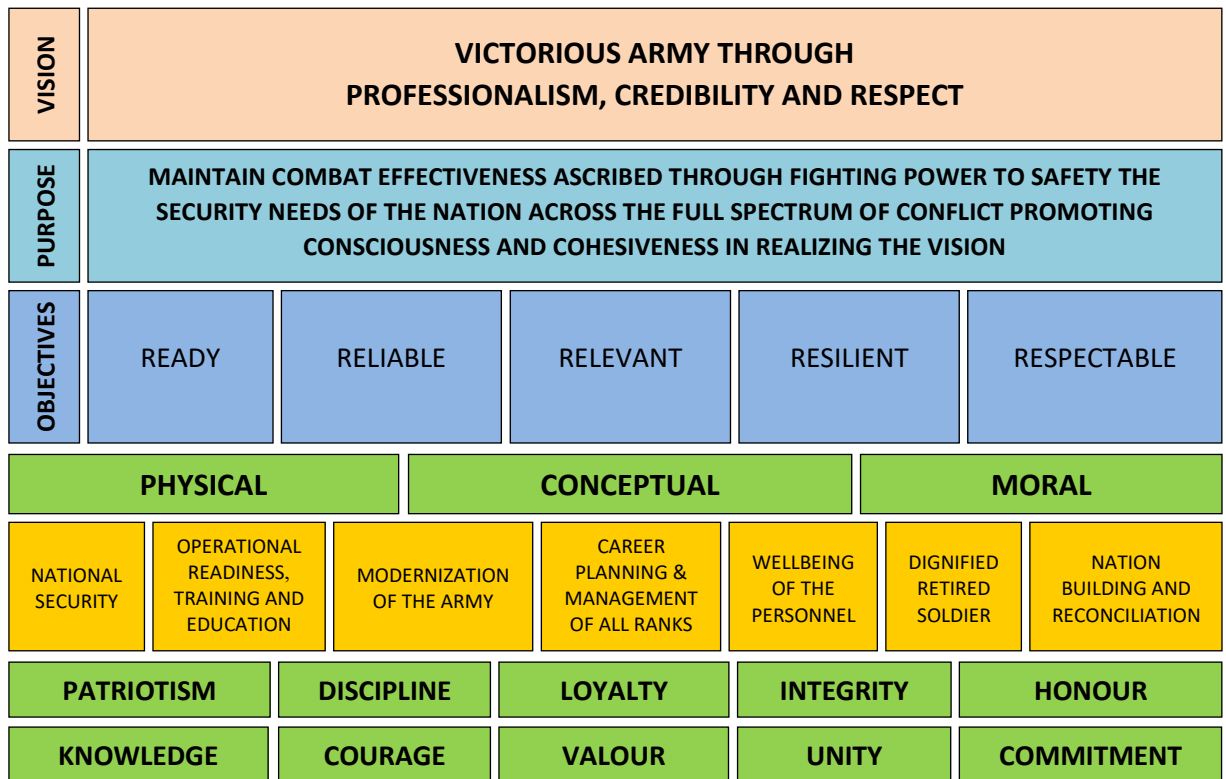 VISION
VICTORIOUS ARMY THROUGH
PROFESSIONALISM, CREDIBILITY AND RESPECT
PURPOSE
MAINTAIN COMBAT EFFECTIVENESS ASCRIBED THROUGH FIGHTING POWER TO SAFETY THE
SECURITY NEEDS OF THE NATION ACROSS THE FULL SPECTRUM OF CONFLICT PROMOTING
CONSCIOUSNESS AND COHESIVENESS IN REALIZING THE VISION
OBJECTIVES
READY
RELIABLE
RELEVANT
RESILIENT
RESPECTABLE
PHYSICAL
CONCEPTUAL
MORAL
NATIONAL
SECURITY
OPERATIONAL
READINESS,
TRAINING AND
EDUCATION
MODERNIZATION
OF THE ARMY
CAREER
PLANNING &
MANAGEMENT
OF ALL RANKS
WELLBEING
OF THE
PERSONNEL
DIGNIFIED
RETIRED
SOLDIER
NATION
BUILDING AND
RECONCILIATION
PATRIOTISM
DISCIPLINE
LOYALTY
INTEGRITY
HONOUR
KNOWLEDGE
COURAGE
VALOUR
UNITY
COMMITMENT